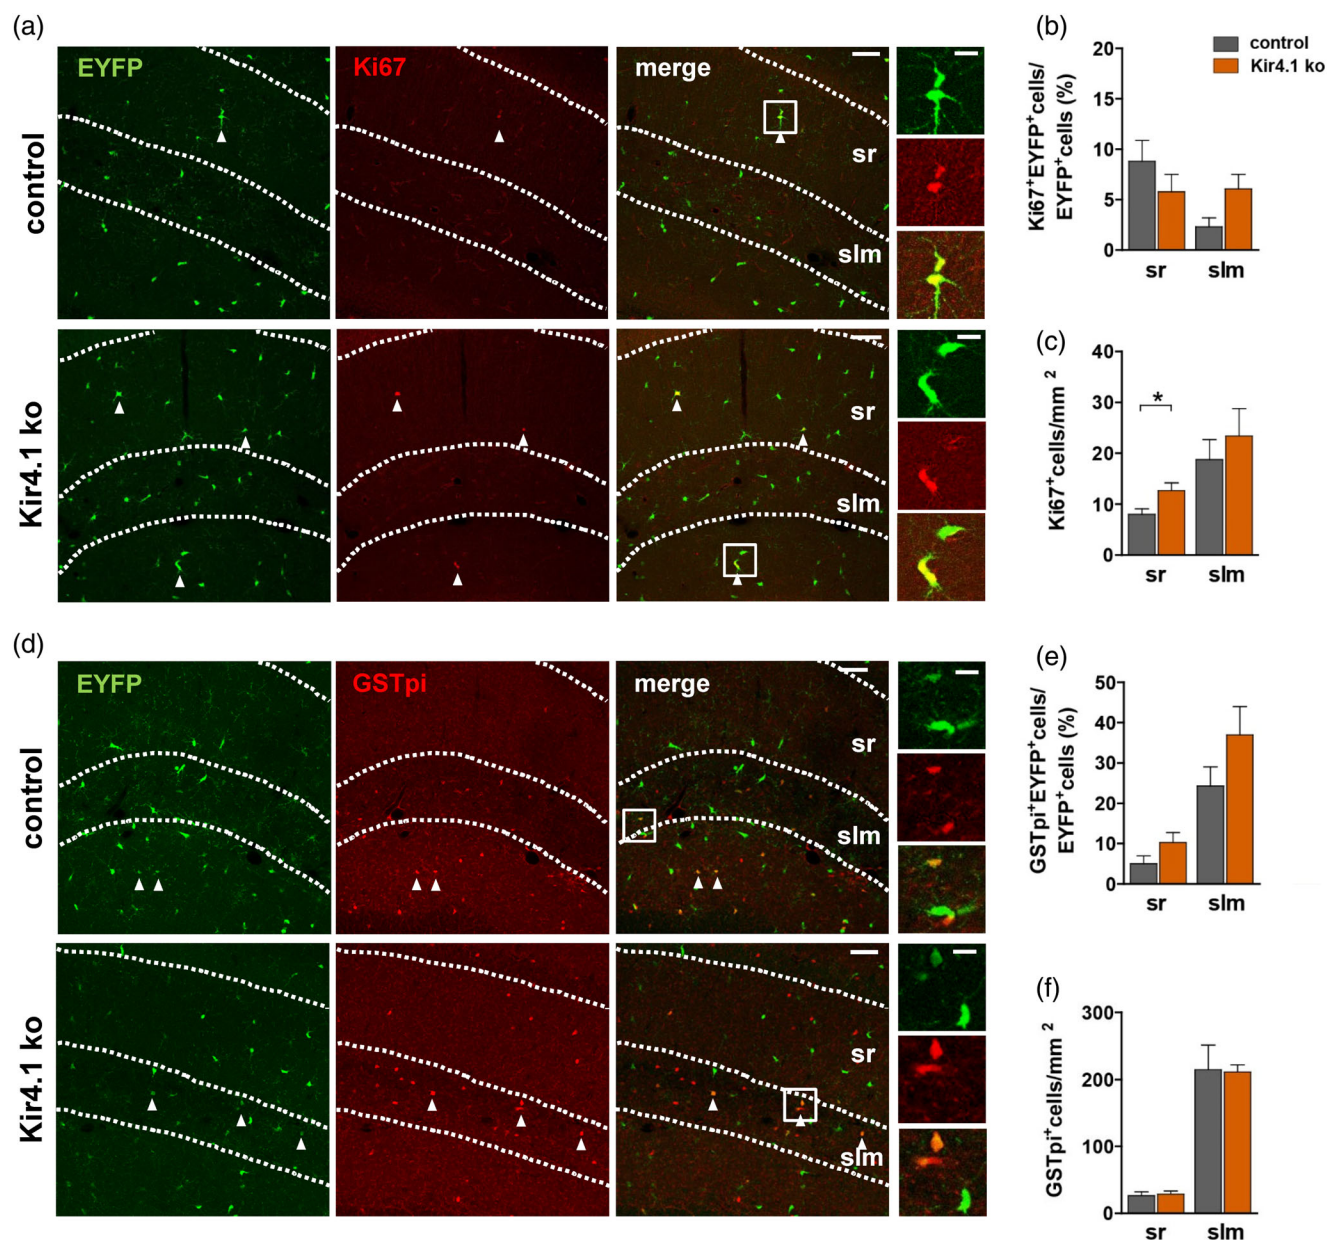 (a)
EYFP
Ki67
merge
control
sr
slm
Kir4.1 ko
sr
slm
(b)
Ki67⁺EYFP⁺cells/
EYFP⁺cells (%)
20
15
10
5
0
sr
slm
control
Kir4.1 ko
(c)
Ki67⁺cells/mm ²
40
30
20
10
0
*
sr
slm
(d)
EYFP
GSTpi
merge
control
sr
slm
Kir4.1 ko
sr
slm
(e)
GSTpi⁺EYFP⁺cells/
EYFP⁺cells (%)
50
40
30
20
10
0
sr
slm
(f)
GSTpi⁺cells/mm ²
300
200
100
0
sr
slm